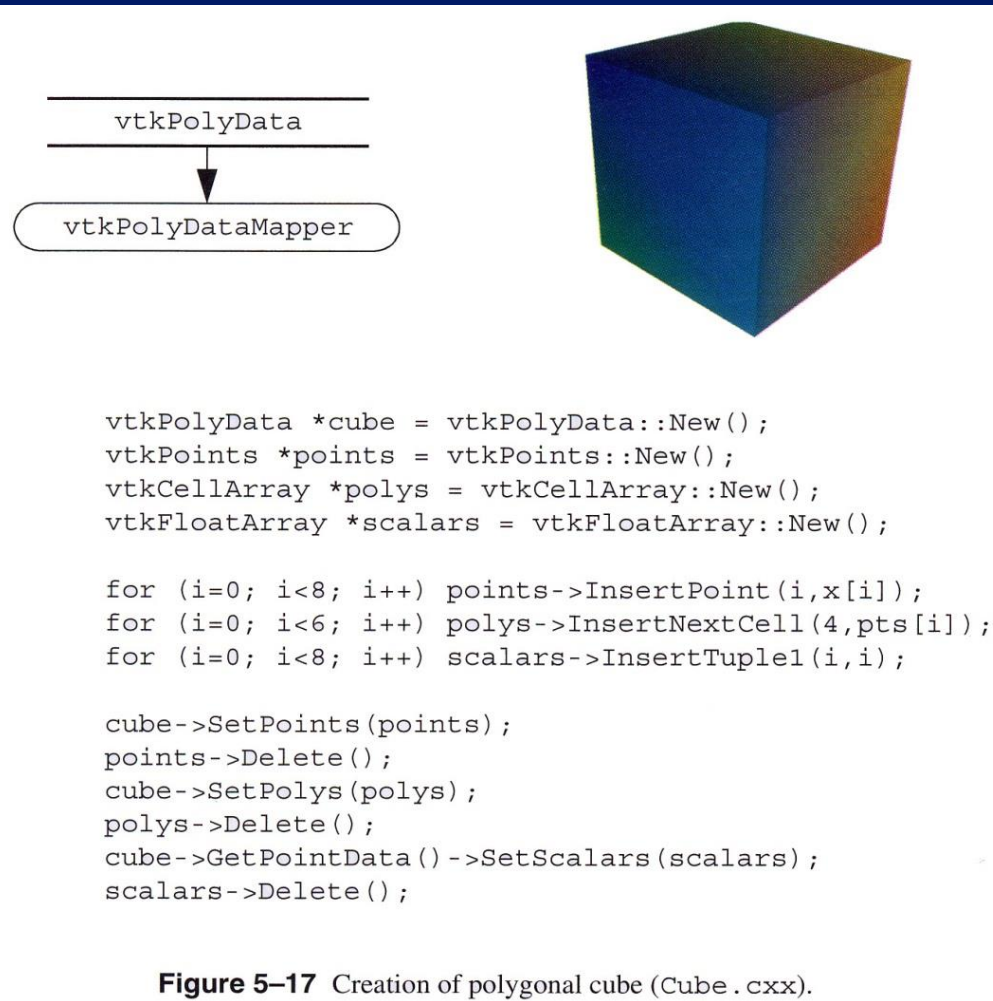 vtkPolyData
vtkPolyDataMapper
vtkPolyData *cube = vtkPolyData::New();
vtkPoints *points = vtkPoints::New();
vtkCellArray *polys = vtkCellArray::New();
vtkFloatArray *scalars = vtkFloatArray::New();
for (i=0; i<8; i++) points->InsertPoint(i,x[i]);
for (i=0; i<6; i++) polys->InsertNextCell(4,pts[i]);
for (i=0; i<8; i++) scalars->InsertTuple1(i,i);
cube->SetPoints(points);
points->Delete();
cube->SetPolys(polys);
polys->Delete();
cube->GetPointData()->SetScalars(scalars);
scalars->Delete();
Figure 5–17 Creation of polygonal cube (Cube.cxx).